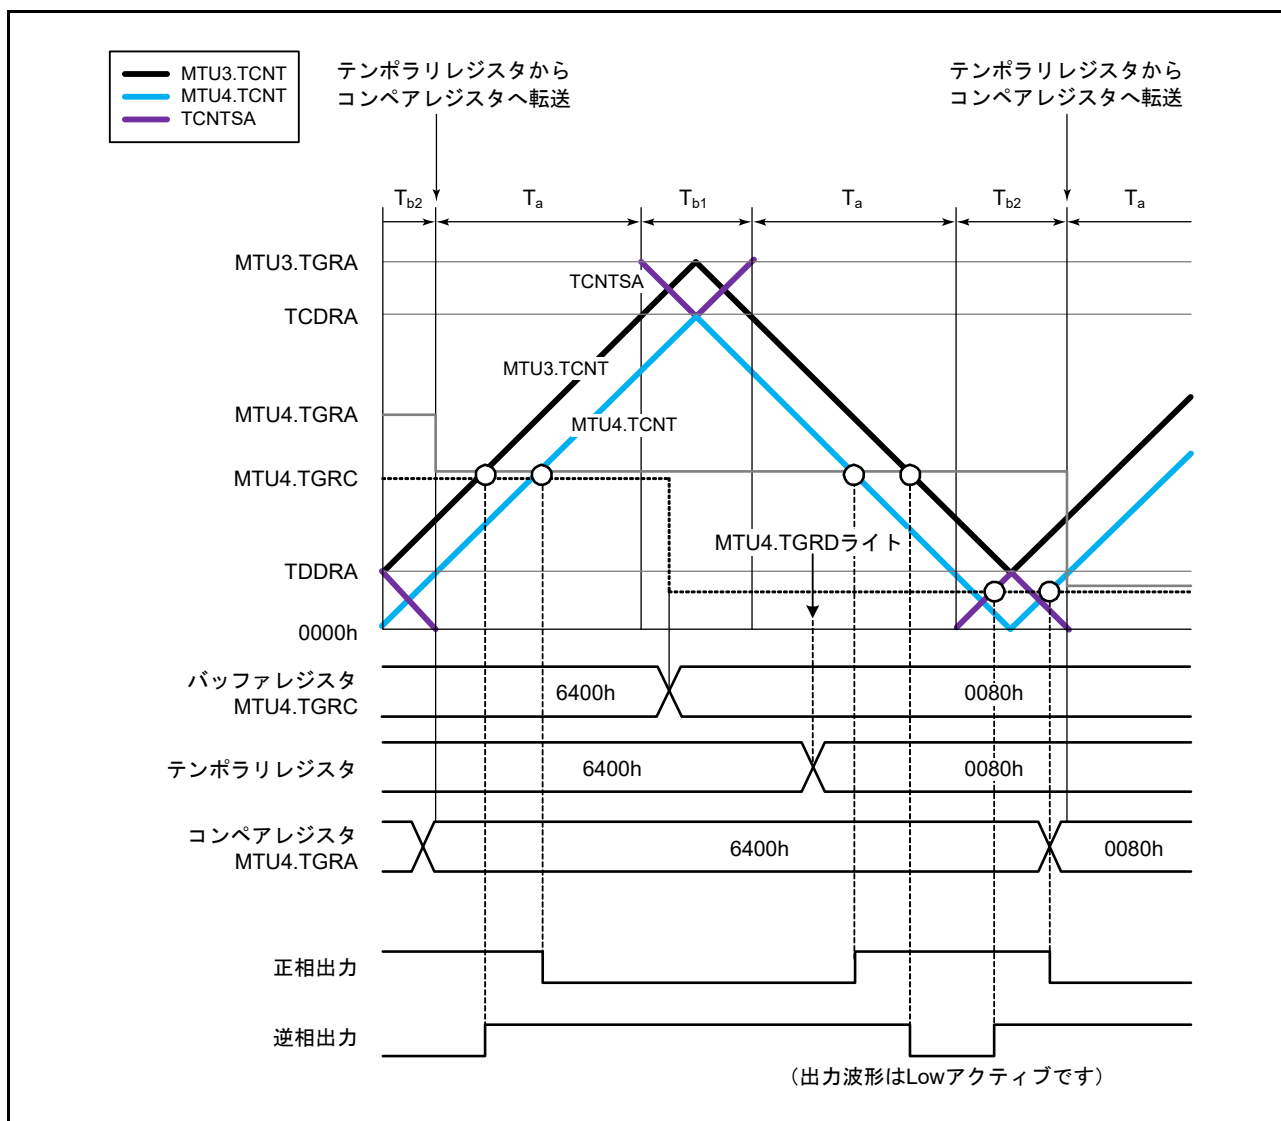 MTU3.TCNT
MTU4.TCNT
TCNTSA
テンポラリレジスタから
コンペアレジスタへ転送
テンポラリレジスタから
コンペアレジスタへ転送
Tb2
Ta
Tb1
Ta
Tb2
Ta
MTU3.TGRA
TCNTSA
TCDRA
MTU3.TCNT
MTU4.TGRA
MTU4.TCNT
MTU4.TGRC
MTU4.TGRDライト
TDDRA
0000h
バッファレジスタ
MTU4.TGRC
6400h
0080h
テンポラリレジスタ
6400h
0080h
コンペアレジスタ
MTU4.TGRA
6400h
0080h
正相出力
逆相出力
（出力波形はLowアクティブです）